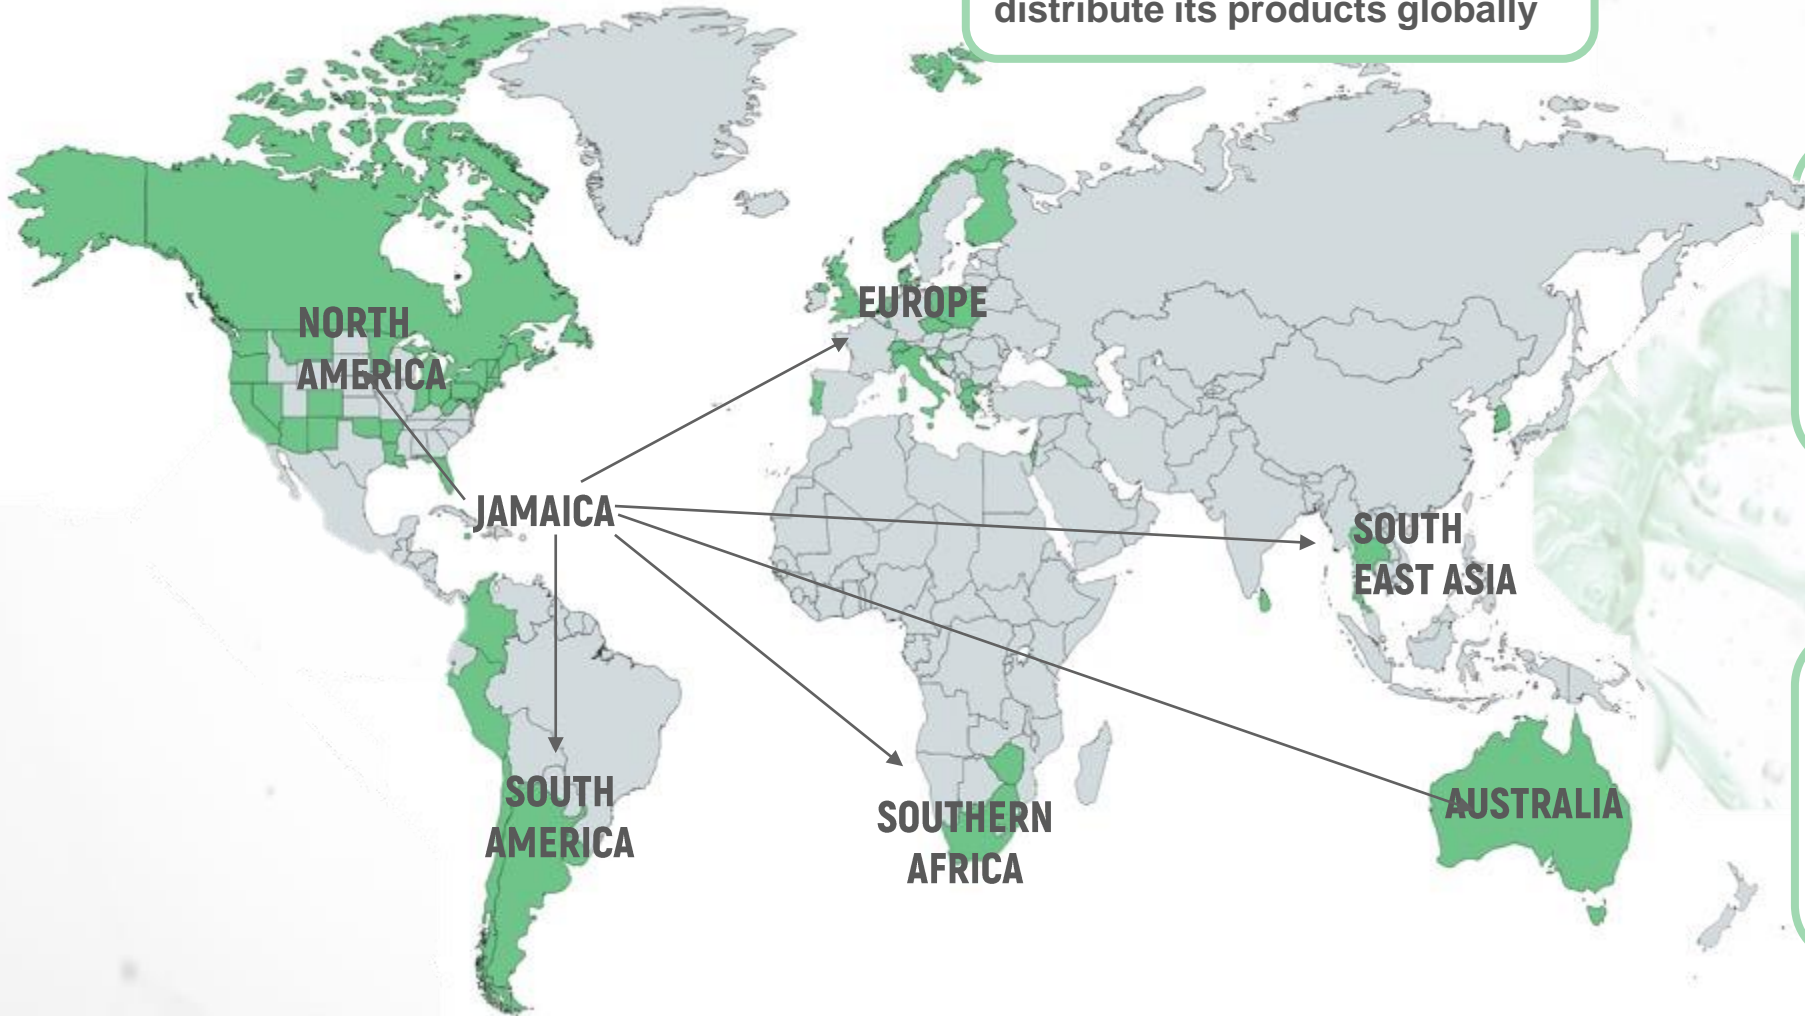 distribute its products globally
NORTH
AMERICA
EUROPE
JAMAICA
SOUTH
EAST ASIA
SOUTH
AMERICA
SOUTHERN
AFRICA
AUSTRALIA